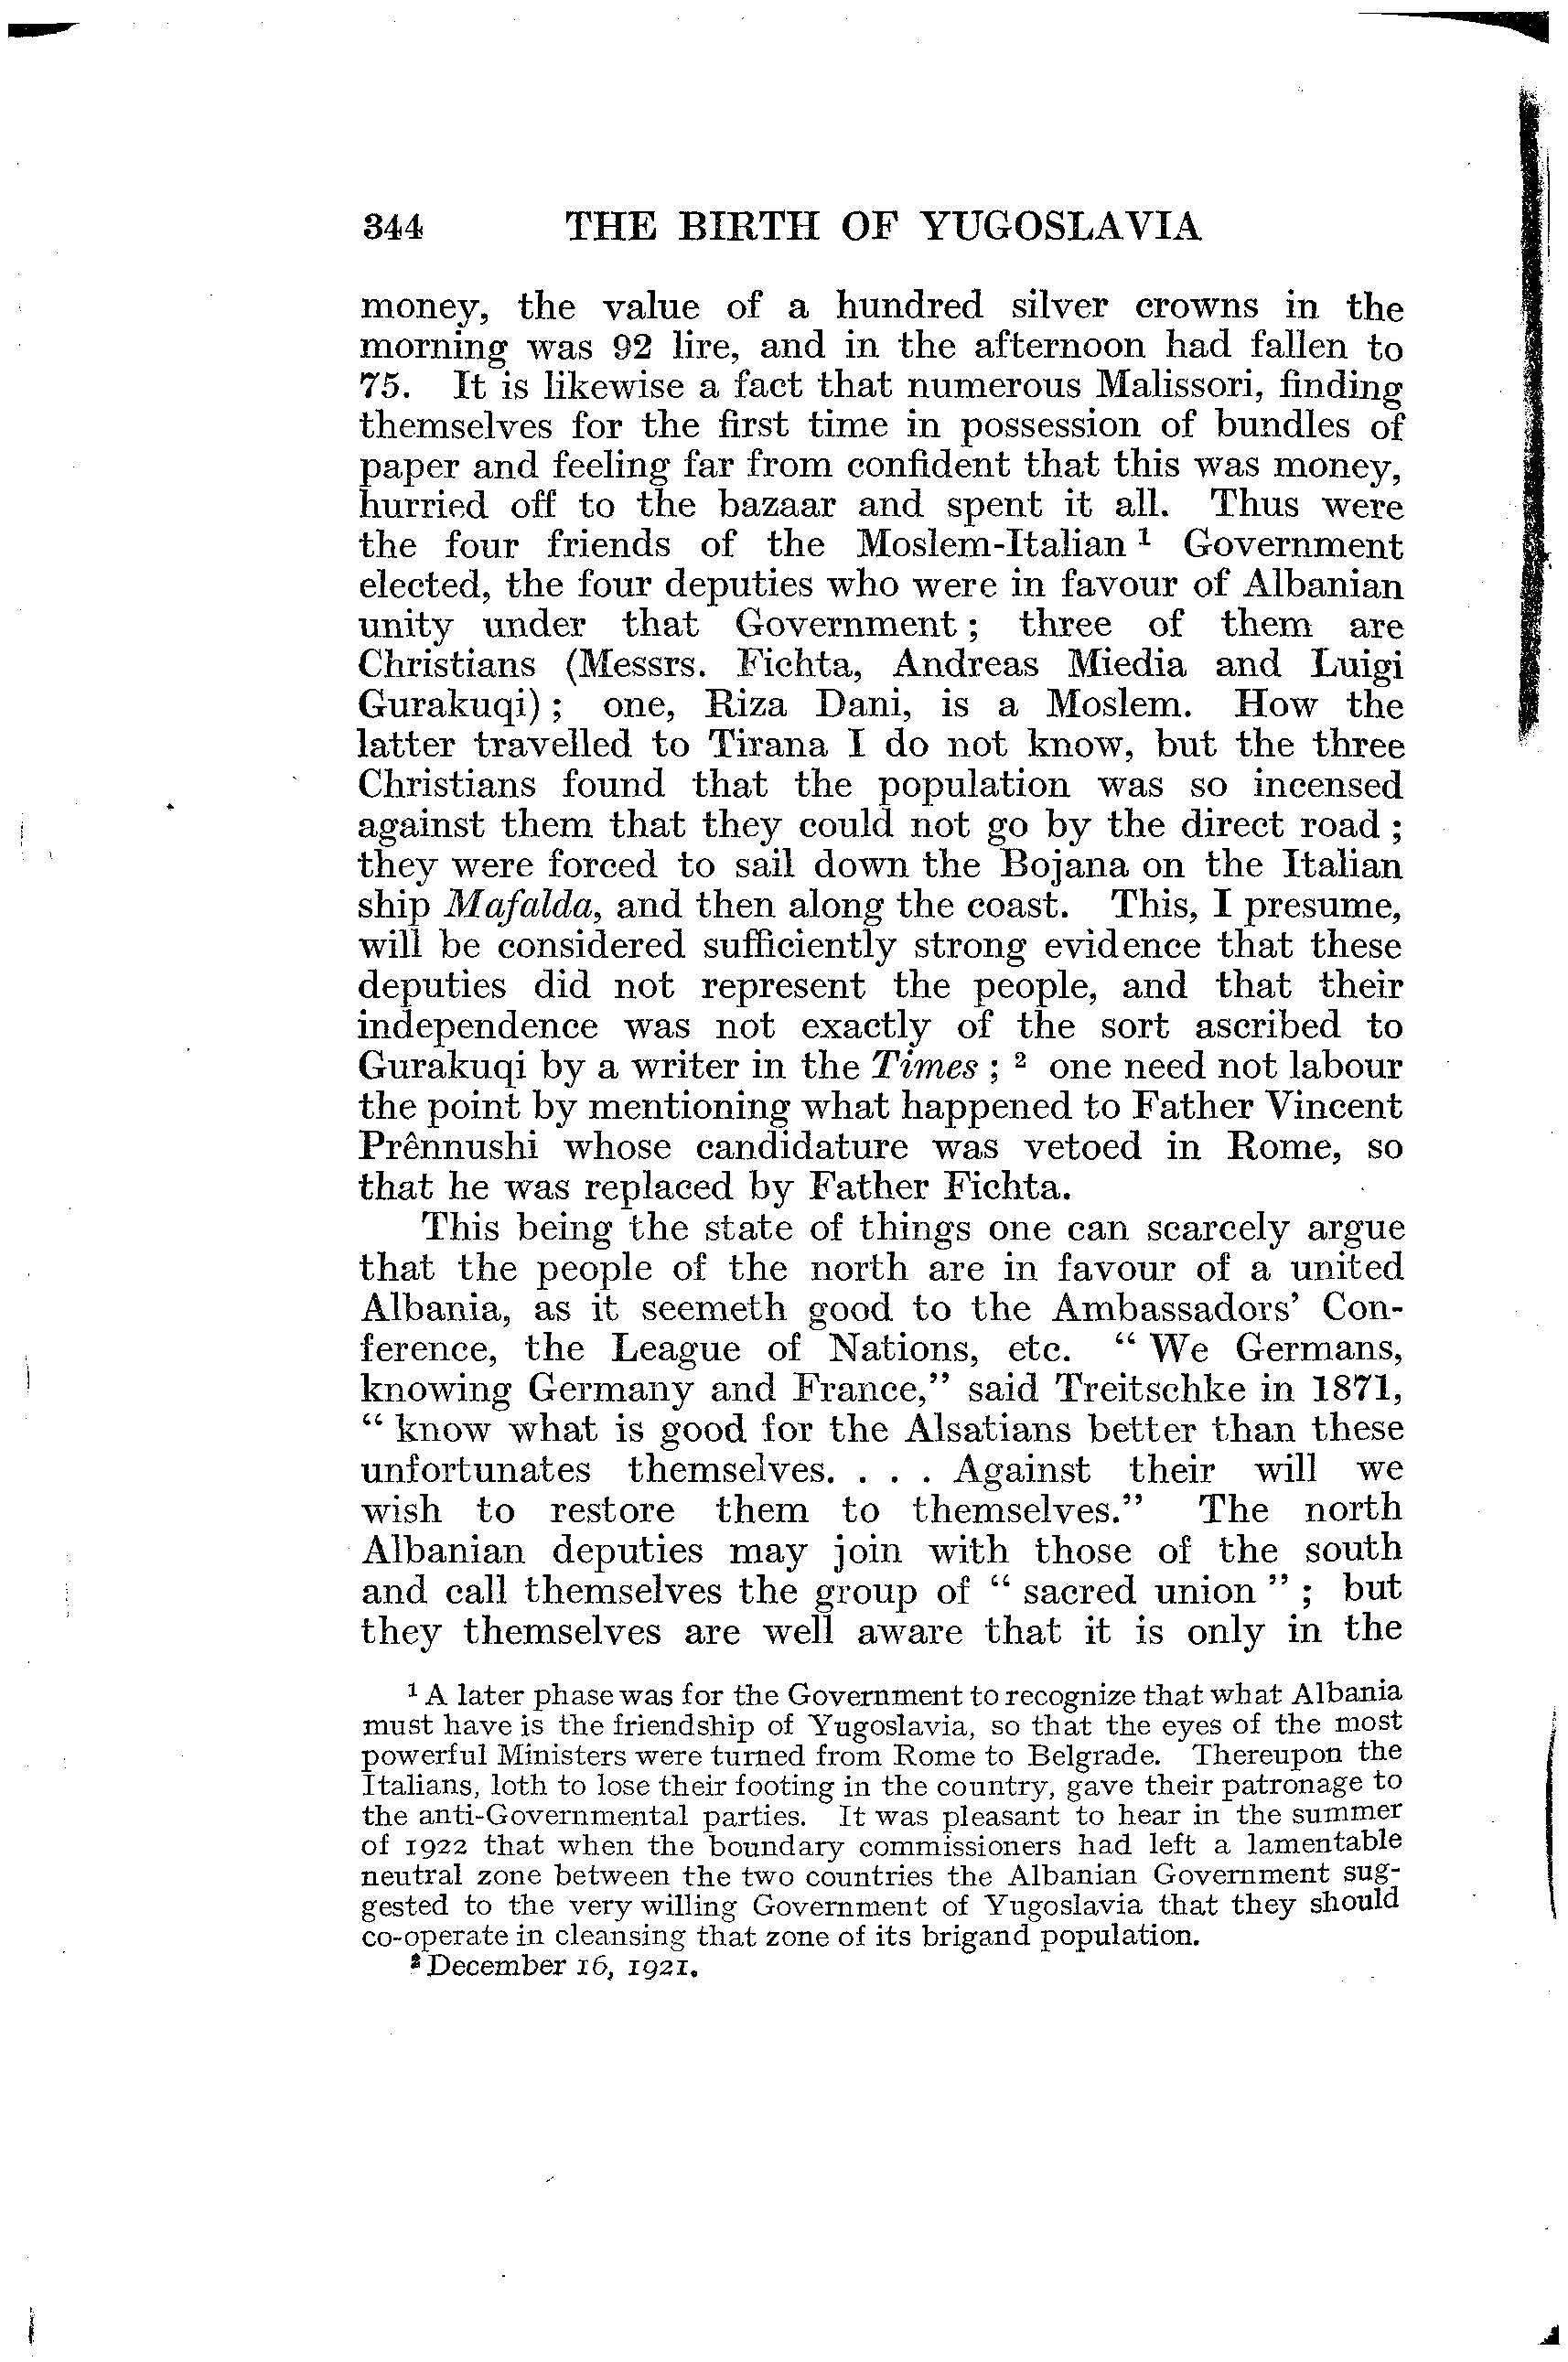 344 THE BIRTH OF YUGOSLAVIA
money, the value of a hundred silver crowns in the
morning was 92 lire, and in the afternoon had fallen to
75. It is likewise a fact that numerous Malissori, finding
themselves for the first time in possession of bundles of
paper and feeling far from confident that this was money,
hurried off to the bazaar and spent it all. Thus were
the four friends of the Moslem-Italian ¹ Government
elected, the four deputies who were in favour of Albanian
unity under that Government ; three of them are
Christians (Messrs. Fichta, Andreas Miedia and Luigi
Gurakuqi) ; one, Riza Dani, is a Moslem. How the
latter travelled to Tirana I do not know, but the three
Christians found that the population was so incensed
against them that they could not go by the direct road ;
they were forced to sail down the Bojana on the Italian
ship Mafalda, and then along the coast. This, I presume,
will be considered sufficiently strong evidence that these
deputies did not represent the people, and that their
independence was not exactly of the sort ascribed to
Gurakuqi by a writer in the Times ; ² one need not labour
the point by mentioning what happened to Father Vincent
Prênnushi whose candidature was vetoed in Rome, so
that he was replaced by Father Fichta.
This being the state of things one can scarcely argue
that the people of the north are in favour of a united
Albania, as it seemeth good to the Ambassadors' Con-
ference, the League of Nations, etc. " We Germans,
knowing Germany and France," said Treitschke in 1871,
" know what is good for the Alsatians better than these
unfortunates themselves. . . . Against their will we
wish to restore them to themselves." The north
Albanian deputies may join with those of the south
and call themselves the group of " sacred union " ; but
they themselves are well aware that it is only in the
¹ A later phase was for the Government to recognize that what Albania
must have is the friendship of Yugoslavia, so that the eyes of the most
powerful Ministers were turned from Rome to Belgrade. Thereupon the
Italians, loth to lose their footing in the country, gave their patronage to
the anti-Governmental parties. It was pleasant to hear in the summer
of 1922 that when the boundary commissioners had left a lamentable
neutral zone between the two countries the Albanian Government sug-
gested to the very willing Government of Yugoslavia that they should
co-operate in cleansing that zone of its brigand population.
² December 16, 1921.